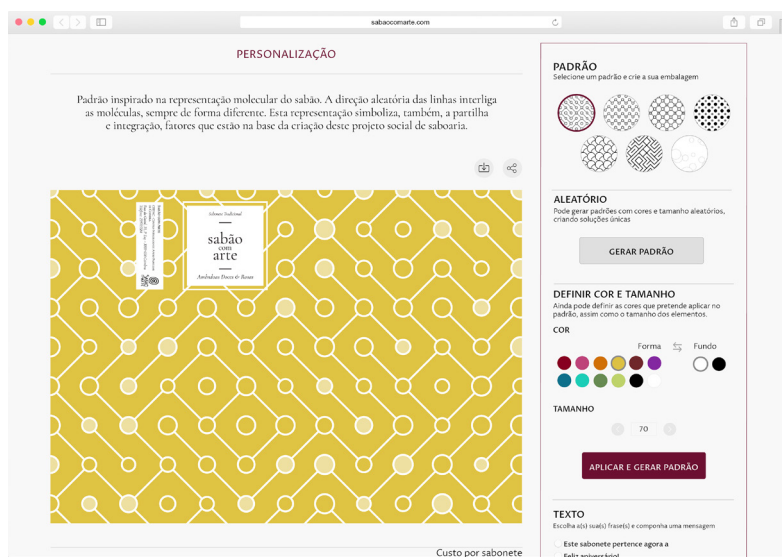 sabaocomarte.com
PERSONALIZAÇÃO
Padrão inspirado na representação molecular do sabão. A direção aleatória das linhas interliga
as moléculas, sempre de forma diferente. Esta representação simboliza, também, a partilha
e integração, fatores que estão na base da criação deste projeto social de saboaria.
Sabonete Tradicional
sabão
com
arte
Amêndoas Doces & Rosas
Custo por sabonete
PADRÃO
Selecione um padrão e crie a sua embalagem
ALEATÓRIO
Pode gerar padrões com cores e tamanho aleatórios,
criando soluções únicas
GERAR PADRÃO
DEFINIR COR E TAMANHO
Ainda pode definir as cores que pretende aplicar no
padrão, assim como o tamanho dos elementos.
COR
Forma
Fundo
TAMANHO
70
APLICAR E GERAR PADRÃO
TEXTO
Escolha a(s) sua(s) frase(s) e componha uma mensagem
Este sabonete pertence agora a
Feliz aniversário!